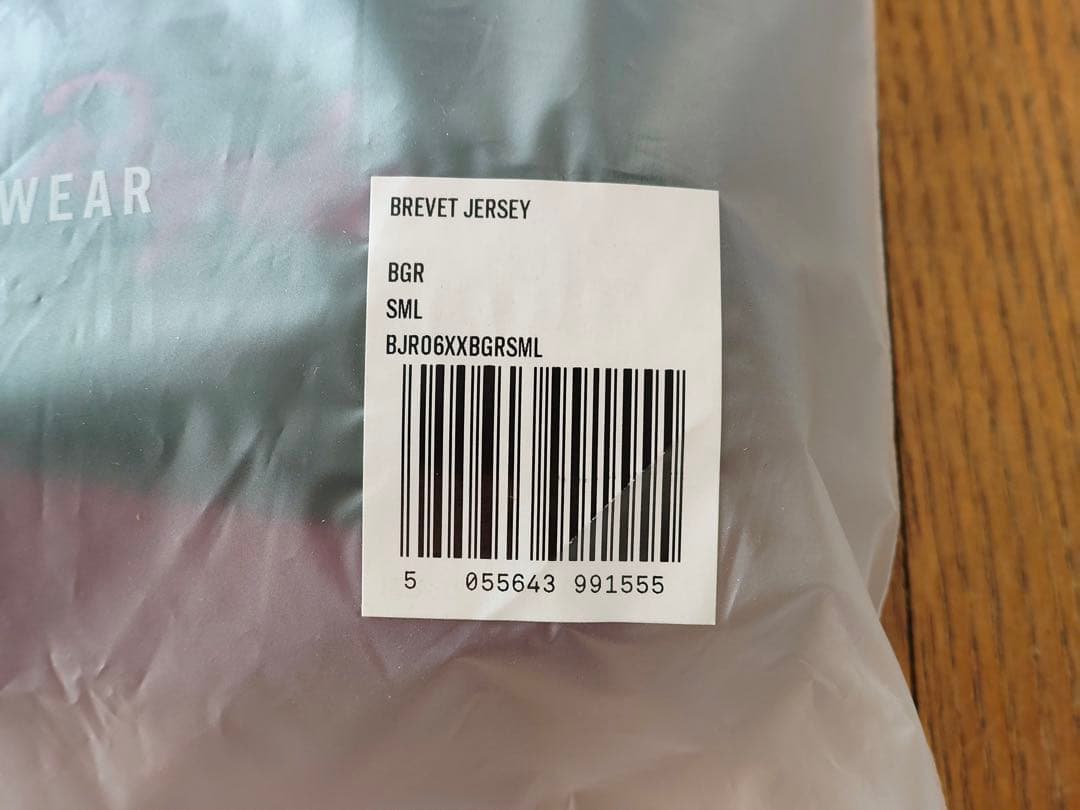 WEAR
BREVET JERSEY
BGR
SML
BJR06XXBGRSML
5 055643 991555